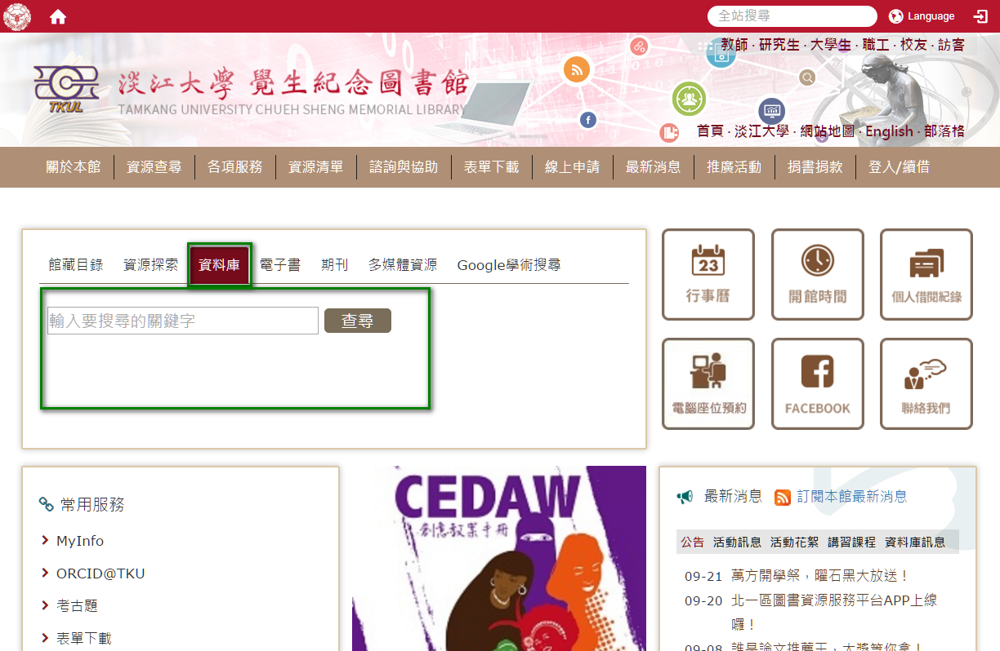 全站搜尋
Language
教師 · 研究生 · 大學生 · 職工 · 校友 · 訪客
TKUL
淡江大學 覺生紀念圖書館
TAMKANG UNIVERSITY CHUEH SHENG MEMORIAL LIBRARY
首頁 · 淡江大學 · 網站地圖 · English · 部落格
關於本館 資源查尋 各項服務 資源清單 諮詢與協助 表單下載 線上申請 最新消息 推廣活動 捐書捐款 登入/續借
館藏目錄 資源探索 資料庫 電子書 期刊 多媒體資源 Google學術搜尋
輸入要搜尋的關鍵字 查尋
23
行事曆 開館時間 個人借閱紀錄
電腦座位預約 FACEBOOK 聯絡我們
常用服務
MyInfo
ORCID@TKU
考古題
表單下載
CEDAW
創意教案手冊
最新消息 訂閱本館最新消息
公告 活動訊息 活動花絮 講習課程 資料庫訊息
09-21 萬方開學祭，曜石黑大放送！
09-20 北一區圖書資源服務平台APP上線
囉！
09-08 誰是論文推薦王，大獎等你拿！